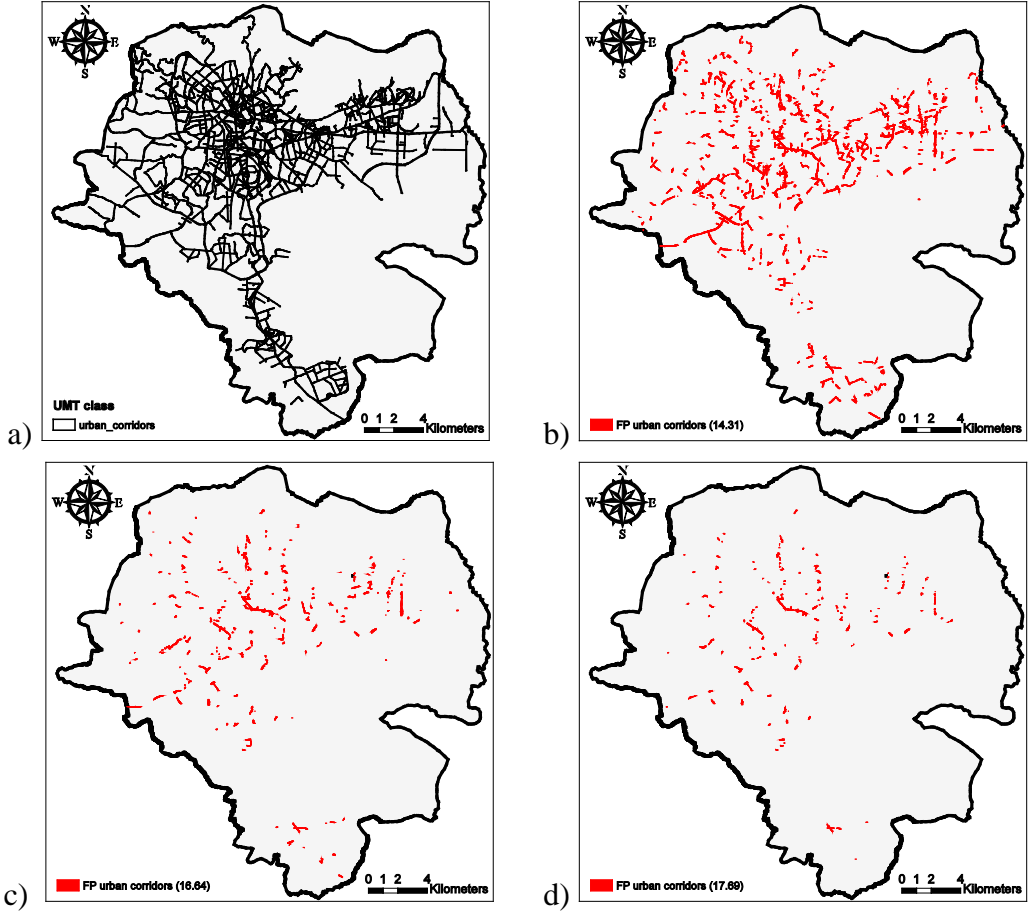 N
W E
S
UMT class
urban_corridors
0 1 2 4
Kilometers
a)
N
W E
S
FP urban corridors (14.31)
0 1 2 4
Kilometers
b)
N
W E
S
FP urban corridors (16.64)
0 1 2 4
Kilometers
c)
N
W E
S
FP urban corridors (17.69)
0 1 2 4
Kilometers
d)